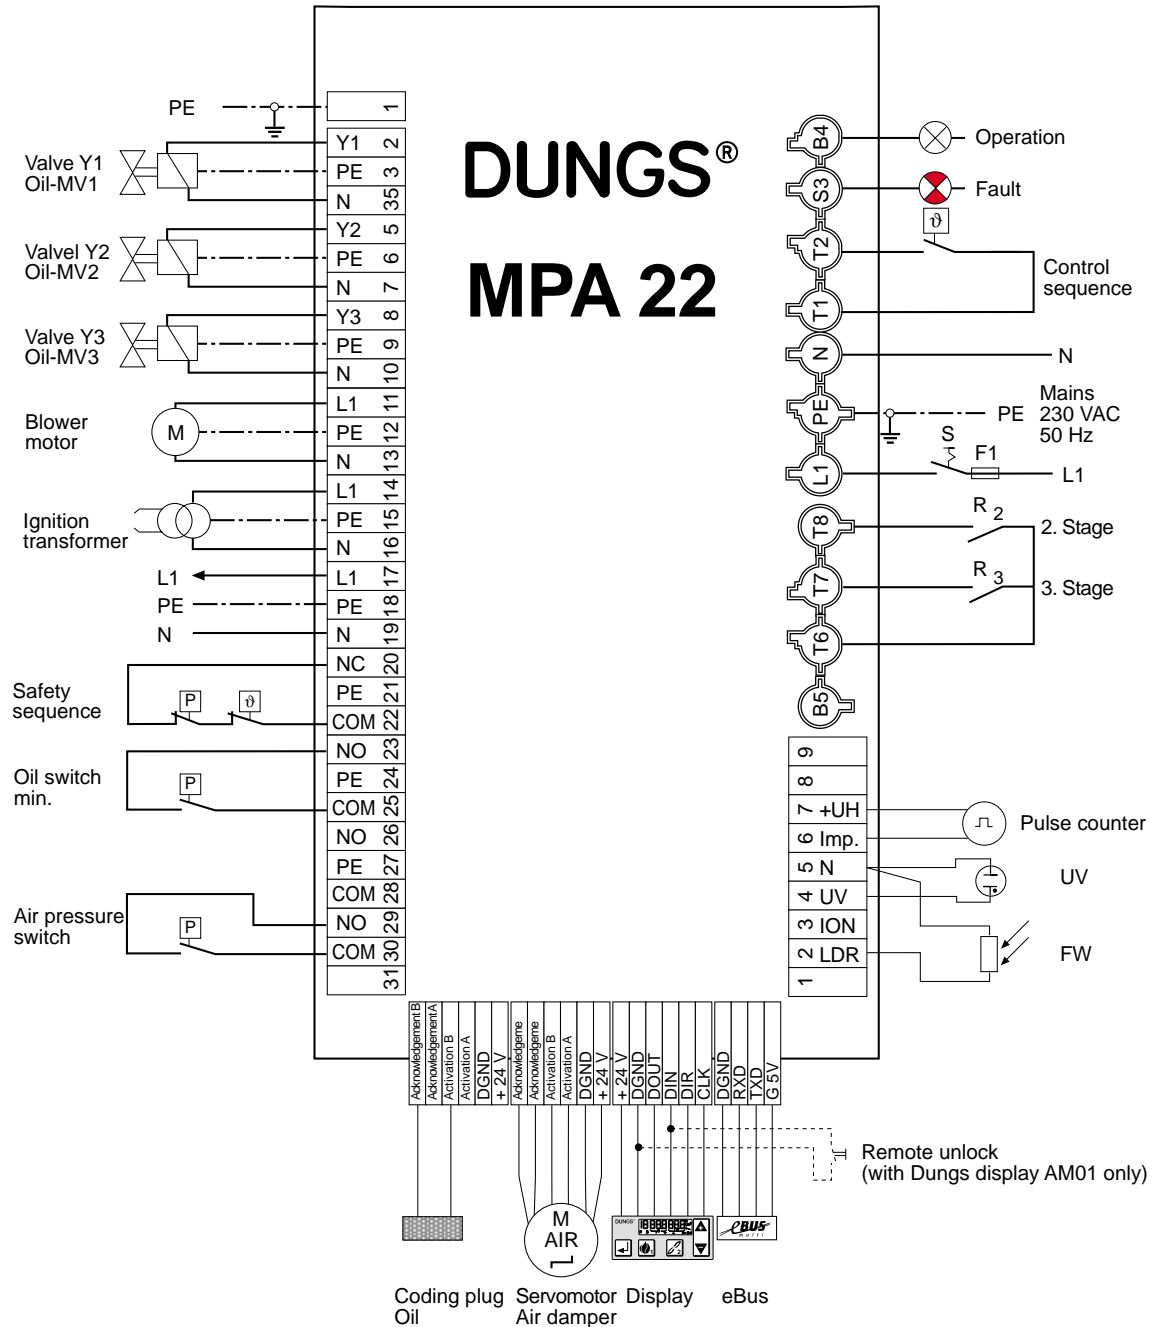 DUNGS®
MPA 22
PE
1
Valve Y1
Oil-MV1
Y1 2
PE 3
N 35
Valvel Y2
Oil-MV2
Y2 5
PE 6
N 7
Valve Y3
Oil-MV3
Y3 8
PE 9
N 10
Blower
motor
M
L1 11
PE 12
N 13
Ignition
transformer
L1 14
PE 15
N 16
L1
L1 17
PE
PE 18
N
N 19
Safety
sequence
P
ϑ
NC 20
PE 21
COM 22
Oil switch
min.
P
NO 23
PE 24
COM 25
NO 26
PE 27
COM 28
Air pressure
switch
P
NO 29
COM 30
31
B4
Operation
S3
Fault
T2
ϑ
T1
Control
sequence
N
N
PE
PE
Mains
230 VAC
50 Hz
L1
S
F1
L1
T8
R 2
2. Stage
T7
R 3
3. Stage
T6
B5
9
8
7 +UH
6 Imp.
Pulse counter
5 N
4 UV
UV
3 ION
2 LDR
FW
1
Acknowledgement B
Acknowledgement A
Activation B
Activation A
DGND
+ 24 V
Acknowledgeme
Acknowledgeme
Activation B
Activation A
DGND
+ 24 V
+ 24 V
DGND
DOUT
DIN
DIR
CLK
DGND
RXD
TXD
G 5V
Remote unlock
(with Dungs display AM01 only)
M
AIR
DUNGS®
eBUS
multi
Coding plug
Oil
Servomotor
Air damper
Display
eBus